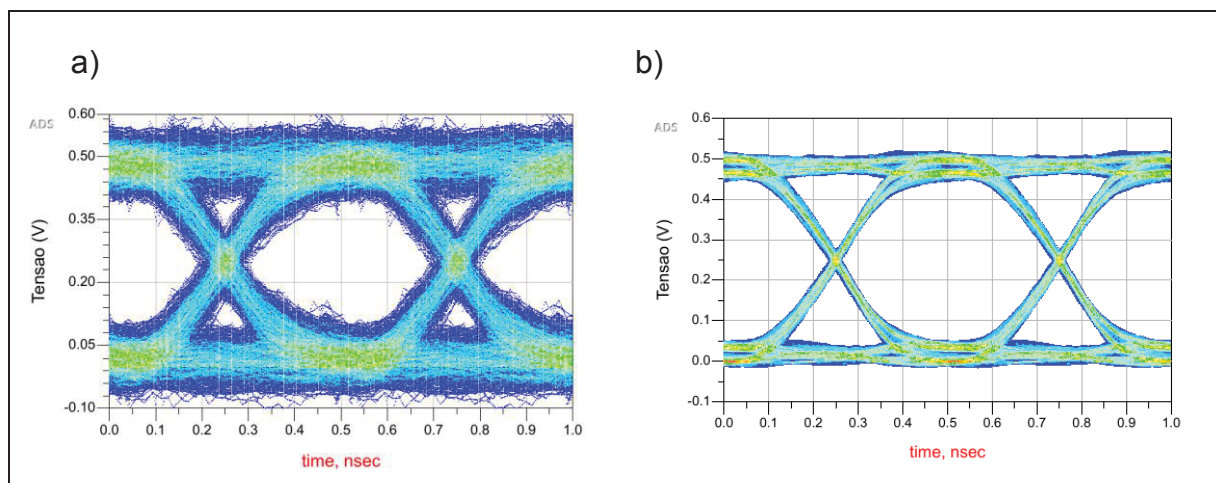 a)
ADS
Tensao (V)
0.60
0.50
0.35
0.20
0.05
-0.10
0.0 0.1 0.2 0.3 0.4 0.5 0.6 0.7 0.8 0.9 1.0
time, nsec
b)
ADS
Tensao (V)
0.6
0.5
0.4
0.3
0.2
0.1
0.0
-0.1
0.0 0.1 0.2 0.3 0.4 0.5 0.6 0.7 0.8 0.9 1.0
time, nsec